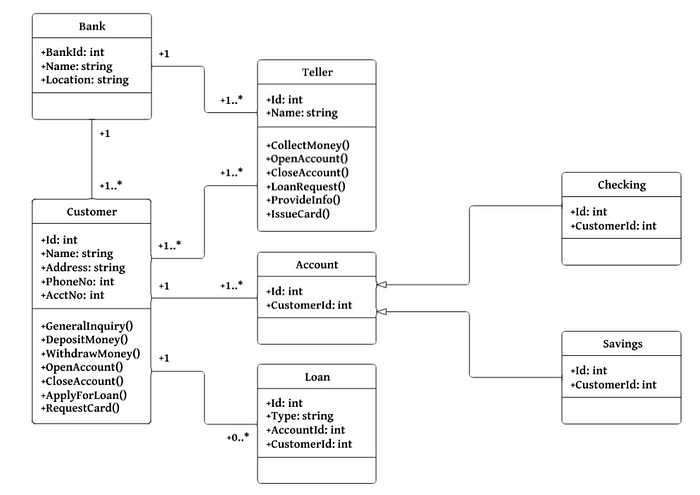 Bank
+BankId: int
+Name: string
+Location: string
+1
+1..*
Teller
+Id: int
+Name: string
+CollectMoney()
+OpenAccount()
+CloseAccount()
+LoanRequest()
+ProvideInfo()
+IssueCard()
+1
+1..*
Customer
+Id: int
+Name: string
+Address: string
+PhoneNo: int
+AcctNo: int
+GeneralInquiry()
+DepositMoney()
+WithdrawMoney()
+OpenAccount()
+CloseAccount()
+ApplyForLoan()
+RequestCard()
+1..*
+1..*
+1
+1..*
Account
+Id: int
+CustomerId: int
+1
+0..*
Loan
+Id: int
+Type: string
+AccountId: int
+CustomerId: int
Checking
+Id: int
+CustomerId: int
Savings
+Id: int
+CustomerId: int